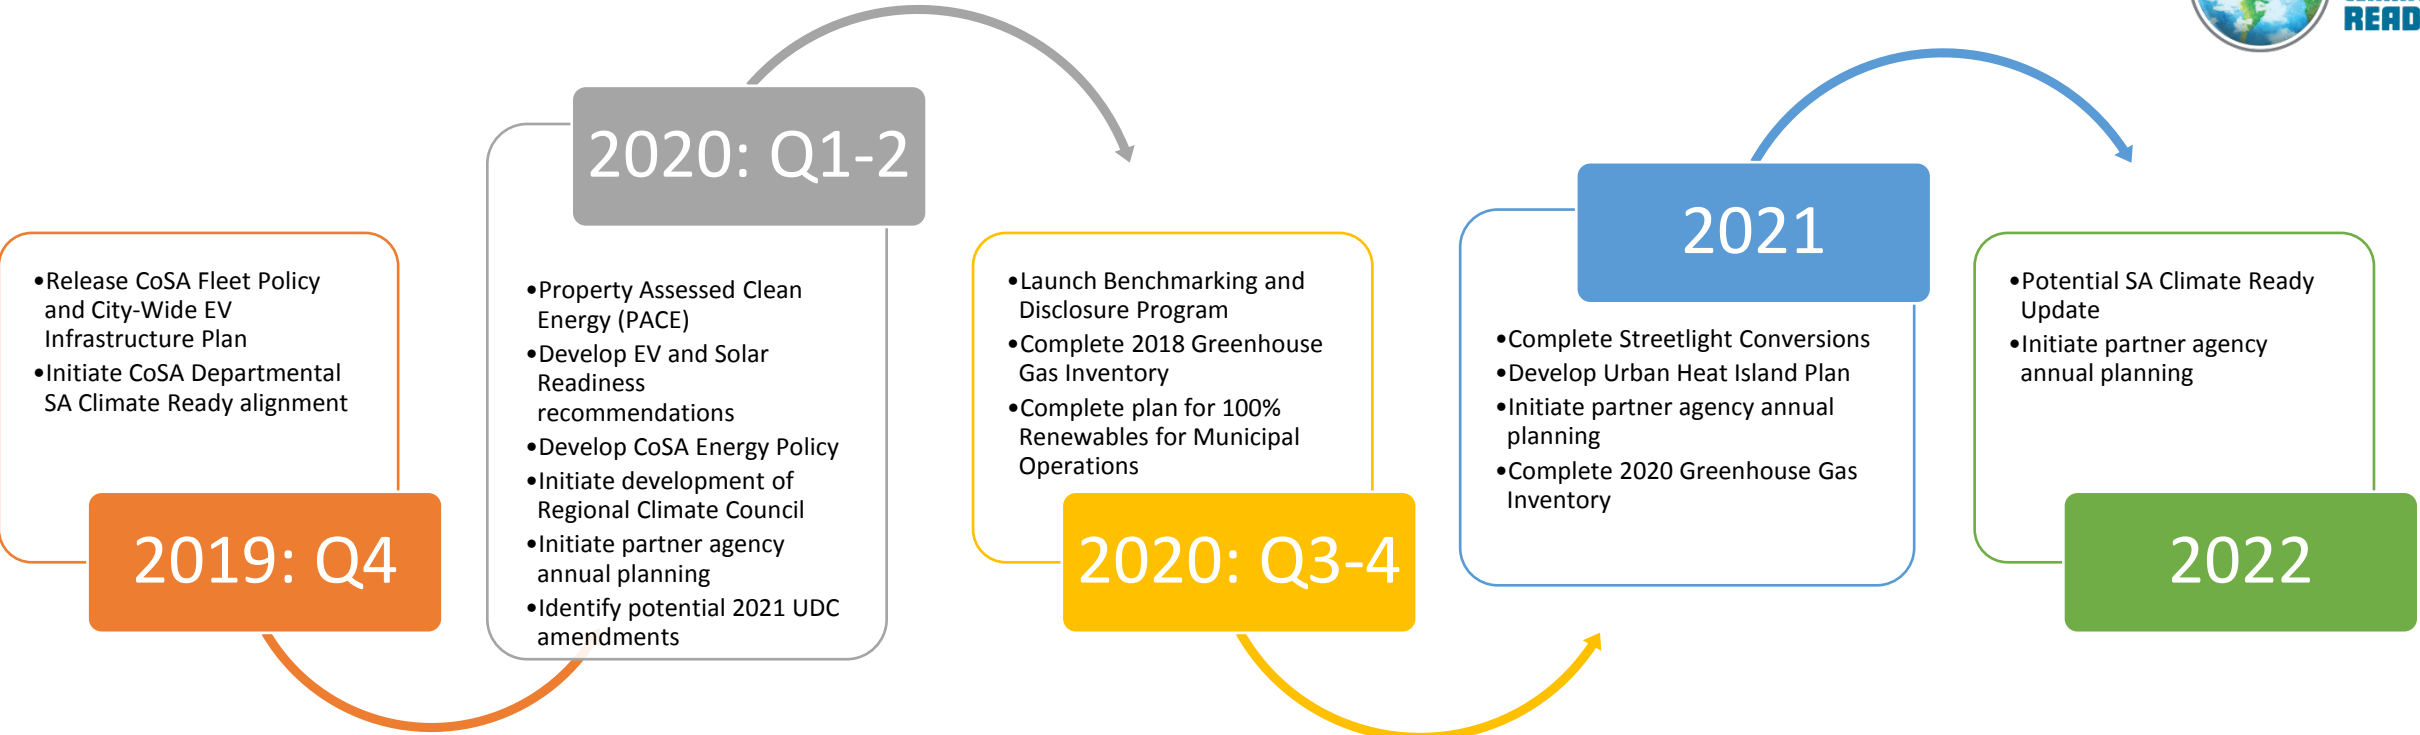 READ
2019: Q4
•Release CoSA Fleet Policy
and City-Wide EV
Infrastructure Plan
•Initiate CoSA Departmental
SA Climate Ready alignment
2020: Q1-2
•Property Assessed Clean
Energy (PACE)
•Develop EV and Solar
Readiness
recommendations
•Develop CoSA Energy Policy
•Initiate development of
Regional Climate Council
•Initiate partner agency
annual planning
•Identify potential 2021 UDC
amendments
•Launch Benchmarking and
Disclosure Program
•Complete 2018 Greenhouse
Gas Inventory
•Complete plan for 100%
Renewables for Municipal
Operations
2020: Q3-4
2021
•Complete Streetlight Conversions
•Develop Urban Heat Island Plan
•Initiate partner agency annual
planning
•Complete 2020 Greenhouse Gas
Inventory
•Potential SA Climate Ready
Update
•Initiate partner agency
annual planning
2022